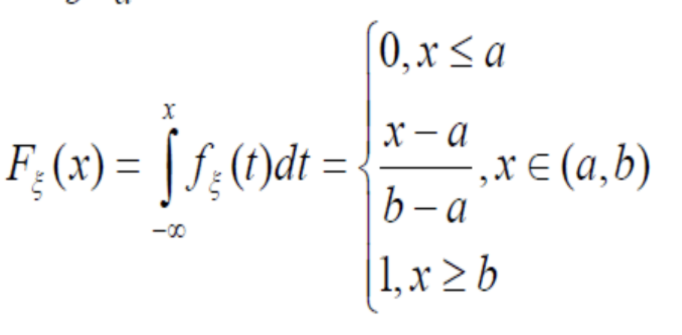 F_ξ(x) = ∫_{-∞}^{x} f_ξ(t)dt = { 0, x ≤ a
(x − a)/(b − a), x ∈ (a,b)
1, x ≥ b